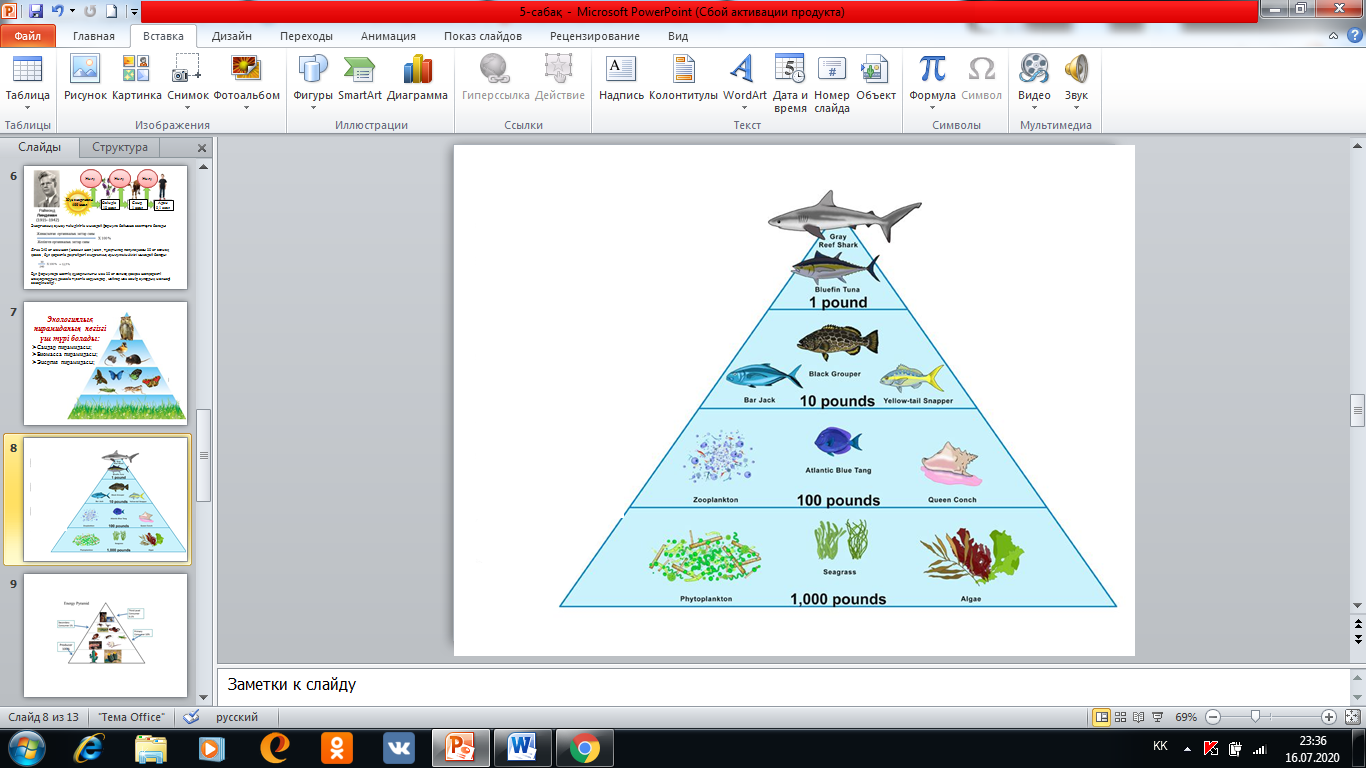 5-сабақ - Microsoft PowerPoint (Сбой активации продукта)
Файл Главная Вставка Дизайн Переходы Анимация Показ слайдов Рецензирование Вид
Таблица Рисунок Картинка Снимок Фотоальбом Фигуры SmartArt Диаграмма Гиперссылка Действие Надпись Колонтитулы WordArt Дата и время Номер слайда Объект Формула Символ Видео Звук
Таблицы Изображения Иллюстрации Ссылки Текст Символы Мультимедиа
Слайды Структура
6
7
Экологиялық
пирамиданың негізгі
үш түрі болады:
Сандар пирамидасы;
Биомасса пирамидасы;
Энергия пирамидасы;
8
9
Energy Pyramid
Gray
Reef Shark
Bluefin Tuna
1 pound
Black Grouper
Bar Jack 10 pounds Yellow-tail Snapper
Atlantic Blue Tang
Zooplankton 100 pounds Queen Conch
Seagrass
Phytoplankton 1,000 pounds Algae
Заметки к слайду
Слайд 8 из 13 "Тема Office" русский 69%
KK 23:36
16.07.2020